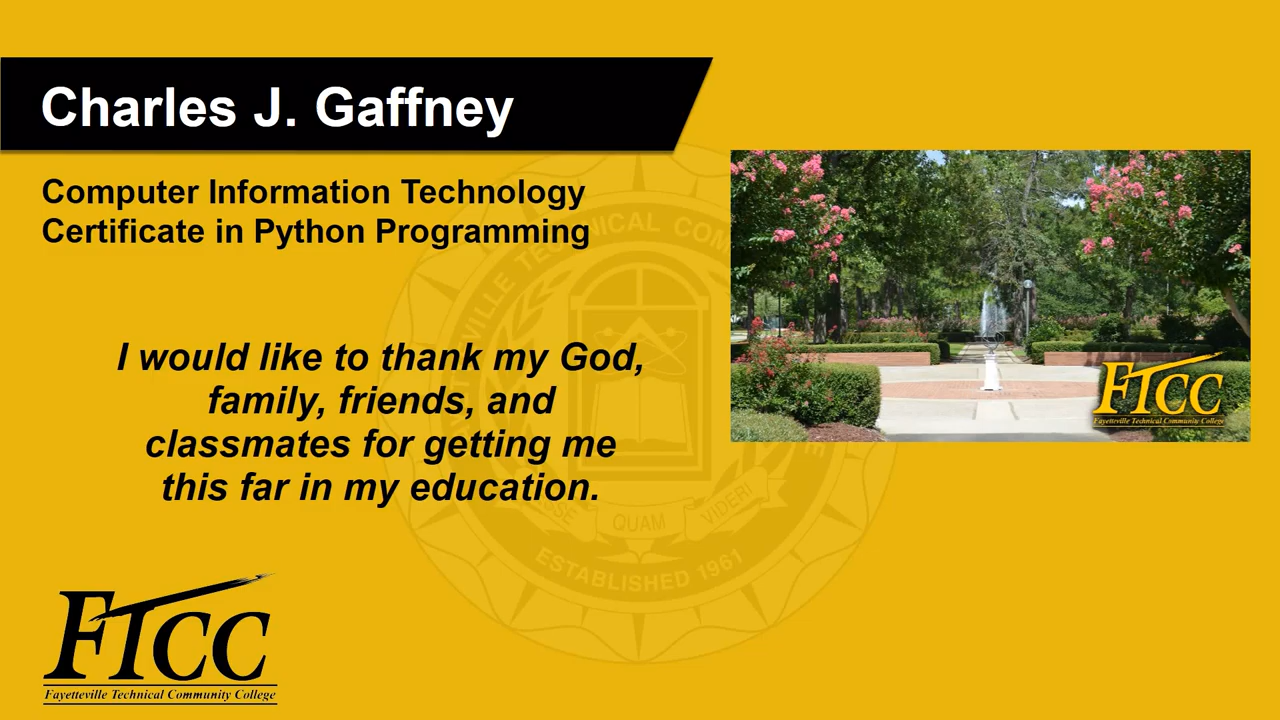 Charles J. Gaffney
Computer Information Technology
Certificate in Python Programming
I would like to thank my God,
family, friends, and
classmates for getting me
this far in my education.
FTCC
Fayetteville Technical Community College
FTCC
Fayetteville Technical Community College
QUAM
VIDERI
ESTABLISHED 1961